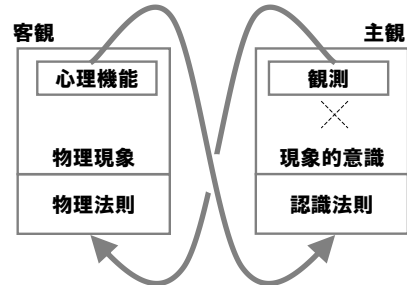 客観
心理機能
物理現象
物理法則
主観
観測
現象的意識
認識法則